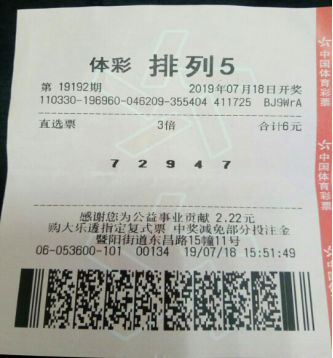 体彩 排列5
第 19192期 2019年07月18日开奖
110330-196960-046209-355404 411725 BJ9WrA
直选票 3倍 合计6元
7 2 9 4 7
感谢您为公益事业贡献 2.22元
购大乐透指定复式票 中奖减免部分投注金
暨阳街道东昌路15幢11号
06-053600-101 00134 19/07/18 15:51:49
中国体育彩票
中国体育彩票